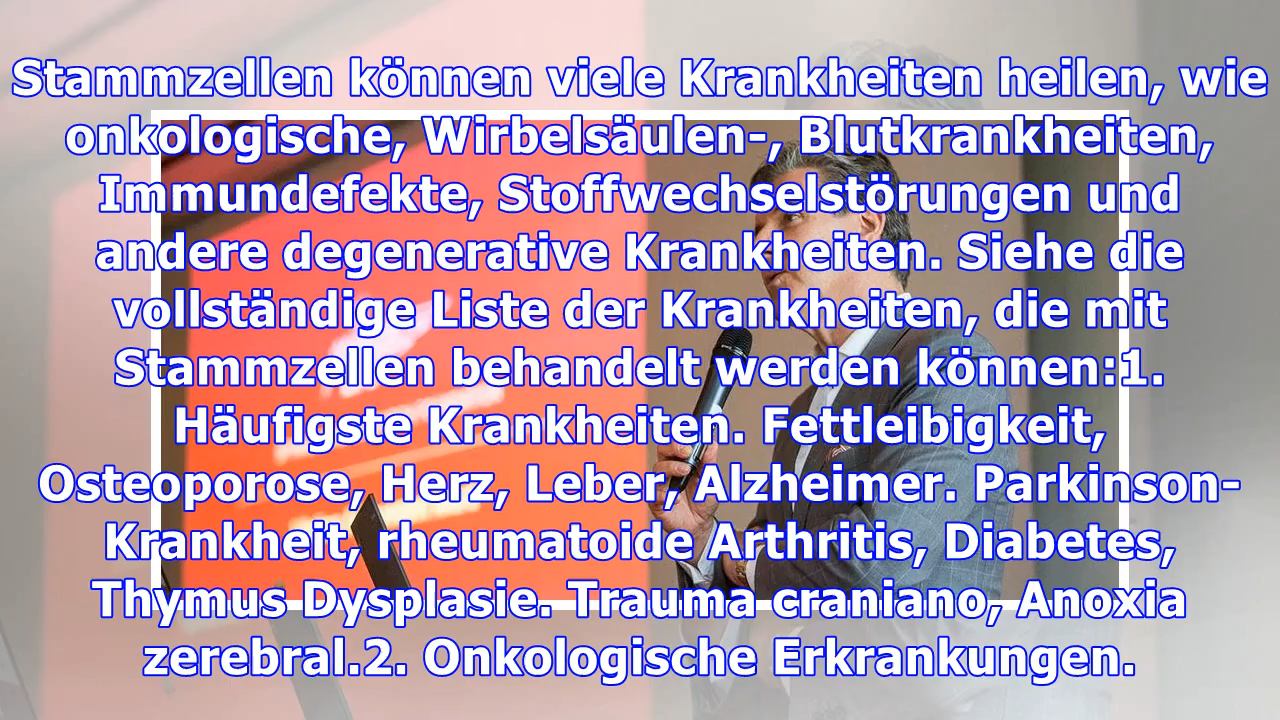 Stammzellen können viele Krankheiten heilen, wie
onkologische, Wirbelsäulen-, Blutkrankheiten,
Immundefekte, Stoffwechselstörungen und
andere degenerative Krankheiten. Siehe die
vollständige Liste der Krankheiten, die mit
Stammzellen behandelt werden können:1.
Häufigste Krankheiten. Fettleibigkeit,
Osteoporose, Herz, Leber, Alzheimer. Parkinson-
Krankheit, rheumatoide Arthritis, Diabetes,
Thymus Dysplasie. Trauma craniano, Anoxia
zerebral.2. Onkologische Erkrankungen.